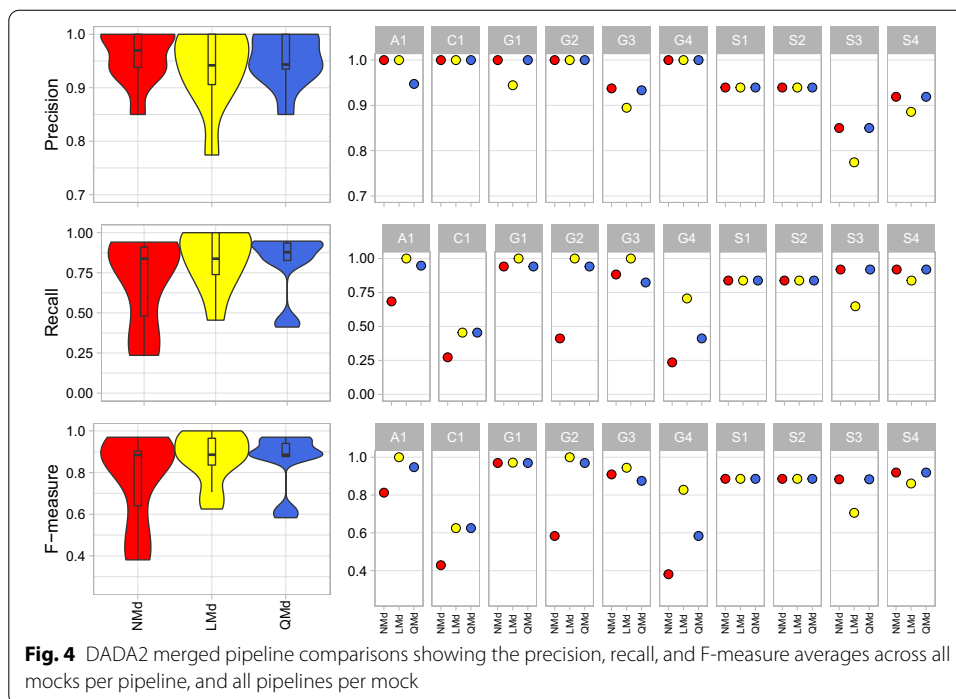 A1 C1 G1 G2 G3 G4 S1 S2 S3 S4
Precision
1.0
0.9
0.8
0.7
1.0
0.9
0.8
0.7
A1 C1 G1 G2 G3 G4 S1 S2 S3 S4
Recall
1.00
0.75
0.50
0.25
0.00
1.00
0.75
0.50
0.25
0.00
A1 C1 G1 G2 G3 G4 S1 S2 S3 S4
F−measure
1.0
0.8
0.6
0.4
1.0
0.8
0.6
0.4
NMd LMd QMd
NMd LMd QMd NMd LMd QMd NMd LMd QMd NMd LMd QMd NMd LMd QMd NMd LMd QMd NMd LMd QMd NMd LMd QMd NMd LMd QMd NMd LMd QMd
Fig. 4 DADA2 merged pipeline comparisons showing the precision, recall, and F-measure averages across all
mocks per pipeline, and all pipelines per mock